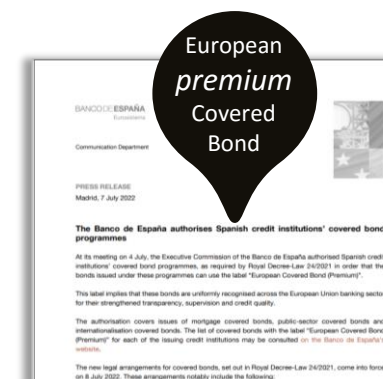 European
premium
Covered
Bond
BANCODEESPAÑA
Eurosistema
Communication Department
PRESS RELEASE
Madrid, 7 July 2022
The Banco de España authorises Spanish credit institutions' covered bond
programmes
At its meeting on 4 July, the Executive Commission of the Banco de España authorised Spanish credit
institutions' covered bond programmes, as required by Royal Decree-Law 24/2021 in order that the
bonds issued under these programmes can use the label "European Covered Bond (Premium)".
This label implies that these bonds are uniformly recognised across the European Union banking sector
for their strengthened transparency, supervision and credit quality.
The authorisation covers issues of mortgage covered bonds, public-sector covered bonds and
internationalisation covered bonds. The list of covered bonds with the label "European Covered Bond
(Premium)" for each of the issuing credit institutions may be consulted on the Banco de España's
website.
The new legal arrangements for covered bonds, set out in Royal Decree-Law 24/2021, come into force
on 8 July 2022. These arrangements notably include the following: